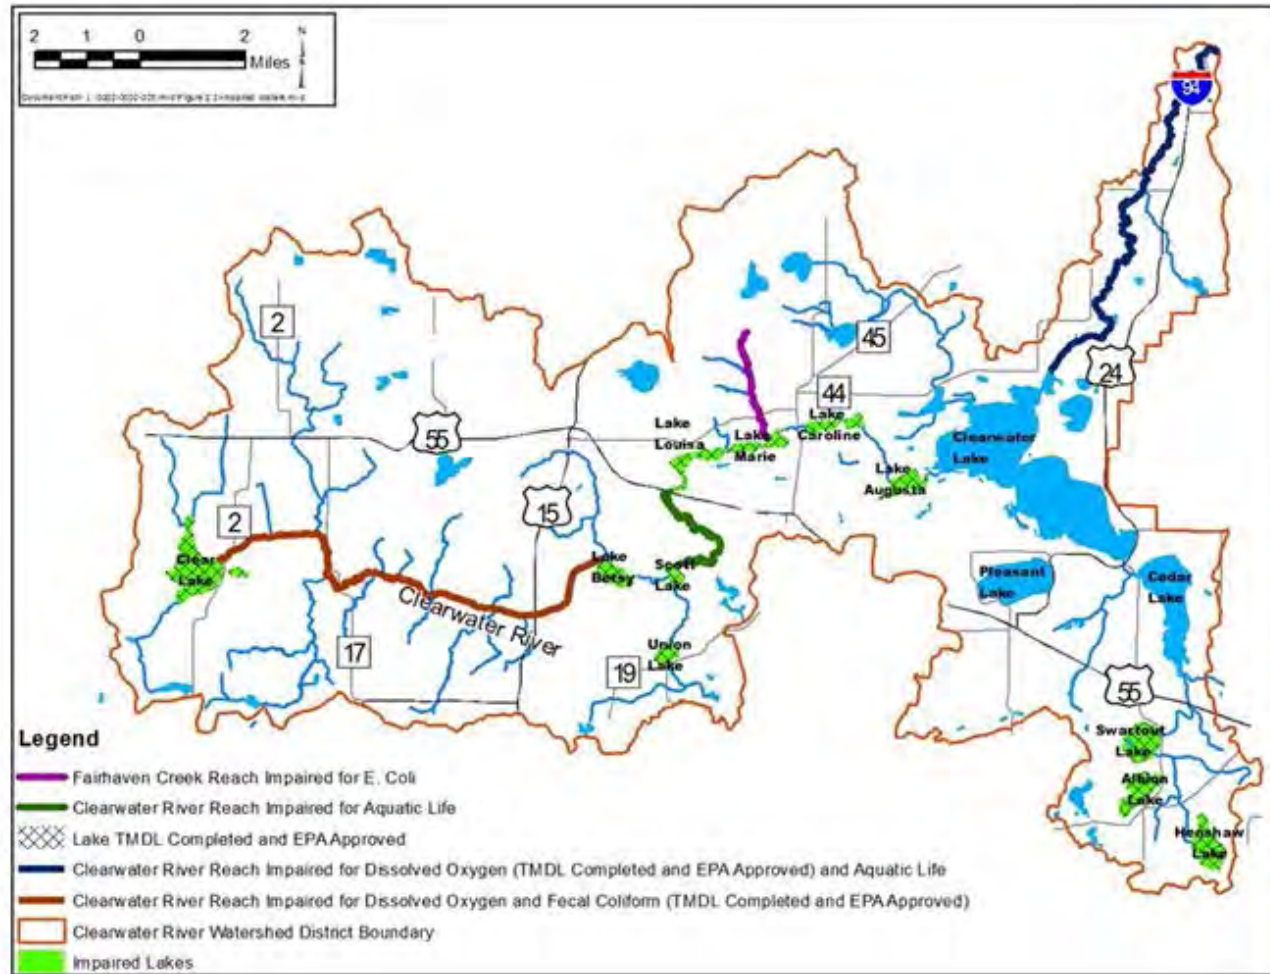 2 1 0 2
Miles
N
94
2
45
24
44
Lake
Louisa
Lake
Marie
Lake
Caroline
Clearwater
Lake
55
Lake
Augusta
15
2
Clear
Lake
Lake
Betsy
Scott
Lake
Pleasant
Lake
Cedar
Lake
Clearwater River
17
Union
Lake
19
55
Swartout
Lake
Albion
Lake
Henshaw
Lake
Legend
Fairhaven Creek Reach Impaired for E. Coli
Clearwater River Reach Impaired for Aquatic Life
Lake TMDL Completed and EPA Approved
Clearwater River Reach Impaired for Dissolved Oxygen (TMDL Completed and EPA Approved) and Aquatic Life
Clearwater River Reach Impaired for Dissolved Oxygen and Fecal Coliform (TMDL Completed and EPA Approved)
Clearwater River Watershed District Boundary
Impaired Lakes